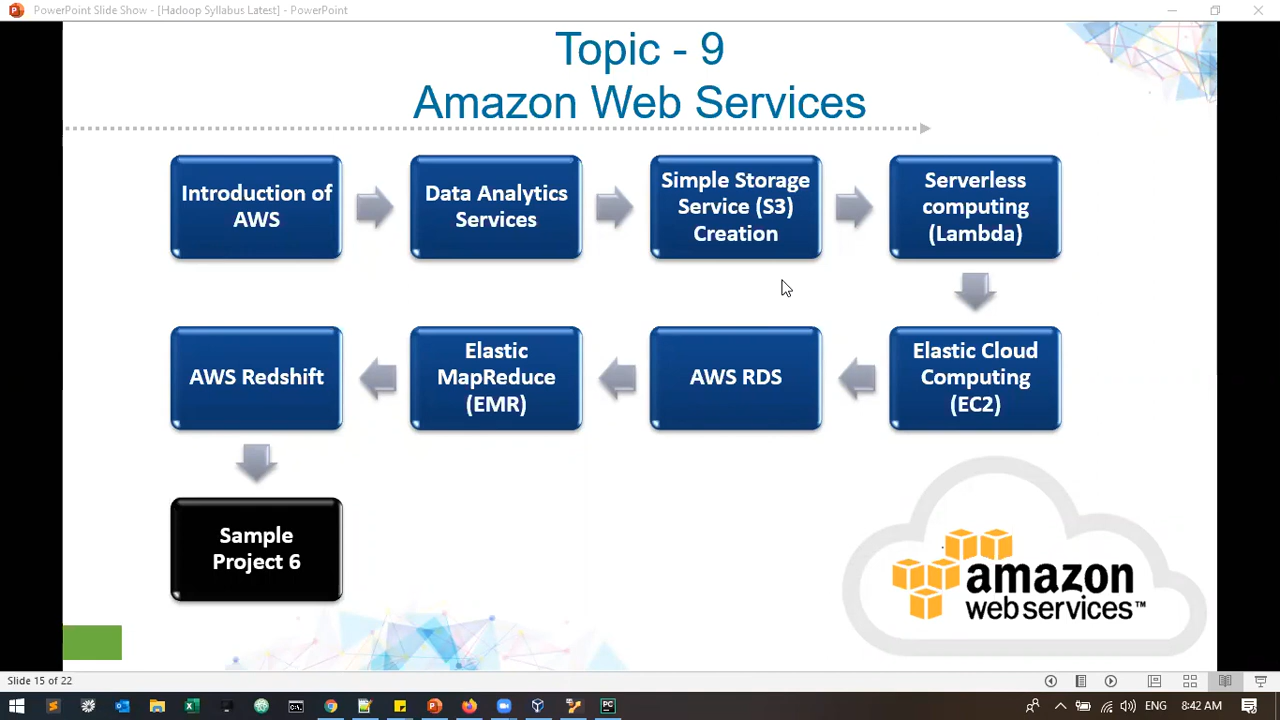 PowerPoint Slide Show - [Hadoop Syllabus Latest] - PowerPoint
Topic - 9
Amazon Web Services
Introduction of
AWS
Data Analytics
Services
Simple Storage
Service (S3)
Creation
Serverless
computing
(Lambda)
Elastic Cloud
Computing
(EC2)
AWS RDS
Elastic
MapReduce
(EMR)
AWS Redshift
Sample
Project 6
amazon
web services™
Slide 15 of 22
ENG
8:42 AM